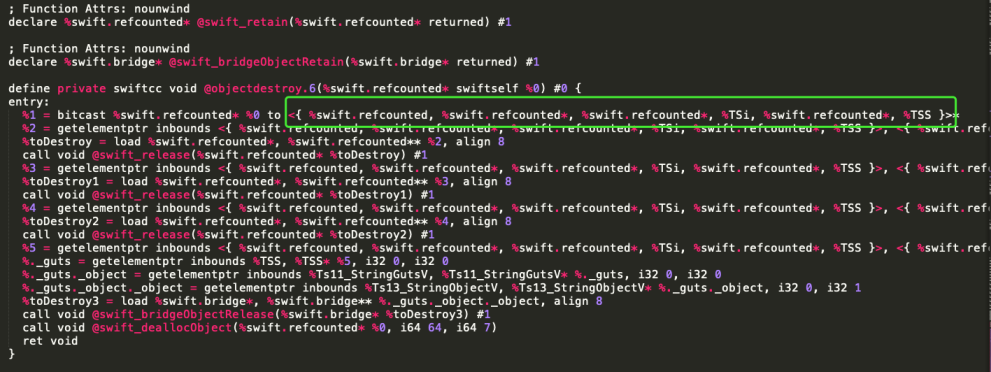 ; Function Attrs: nounwind
declare %swift.refcounted* @swift_retain(%swift.refcounted* returned) #1
; Function Attrs: nounwind
declare %swift.bridge* @swift_bridgeObjectRetain(%swift.bridge* returned) #1
define private swiftcc void @objectdestroy.6(%swift.refcounted* swiftself %0) #0 {
entry:
%1 = bitcast %swift.refcounted* %0 to <{ %swift.refcounted, %swift.refcounted*, %swift.refcounted*, %TSi, %swift.refcounted*, %TSS }>*
%2 = getelementptr inbounds <{ %swift.refcounted, %swift.refcounted*, %swift.refcounted*, %TSi, %swift.refcounted*, %TSS }>, <{ %swift.ref
%toDestroy = load %swift.refcounted*, %swift.refcounted** %2, align 8
call void @swift_release(%swift.refcounted* %toDestroy) #1
%3 = getelementptr inbounds <{ %swift.refcounted, %swift.refcounted*, %swift.refcounted*, %TSi, %swift.refcounted*, %TSS }>, <{ %swift.ref
%toDestroy1 = load %swift.refcounted*, %swift.refcounted** %3, align 8
call void @swift_release(%swift.refcounted* %toDestroy1) #1
%4 = getelementptr inbounds <{ %swift.refcounted, %swift.refcounted*, %swift.refcounted*, %TSi, %swift.refcounted*, %TSS }>, <{ %swift.ref
%toDestroy2 = load %swift.refcounted*, %swift.refcounted** %4, align 8
call void @swift_release(%swift.refcounted* %toDestroy2) #1
%5 = getelementptr inbounds <{ %swift.refcounted, %swift.refcounted*, %swift.refcounted*, %TSi, %swift.refcounted*, %TSS }>, <{ %swift.ref
%._guts = getelementptr inbounds %TSS, %TSS* %5, i32 0, i32 0
%._guts._object = getelementptr inbounds %Ts11_StringGutsV, %Ts11_StringGutsV* %._guts, i32 0, i32 0
%._guts._object._object = getelementptr inbounds %Ts13_StringObjectV, %Ts13_StringObjectV* %._guts._object, i32 0, i32 1
%toDestroy3 = load %swift.bridge*, %swift.bridge** %._guts._object._object, align 8
call void @swift_bridgeObjectRelease(%swift.bridge* %toDestroy3) #1
call void @swift_deallocObject(%swift.refcounted* %0, i64 64, i64 7)
ret void
}